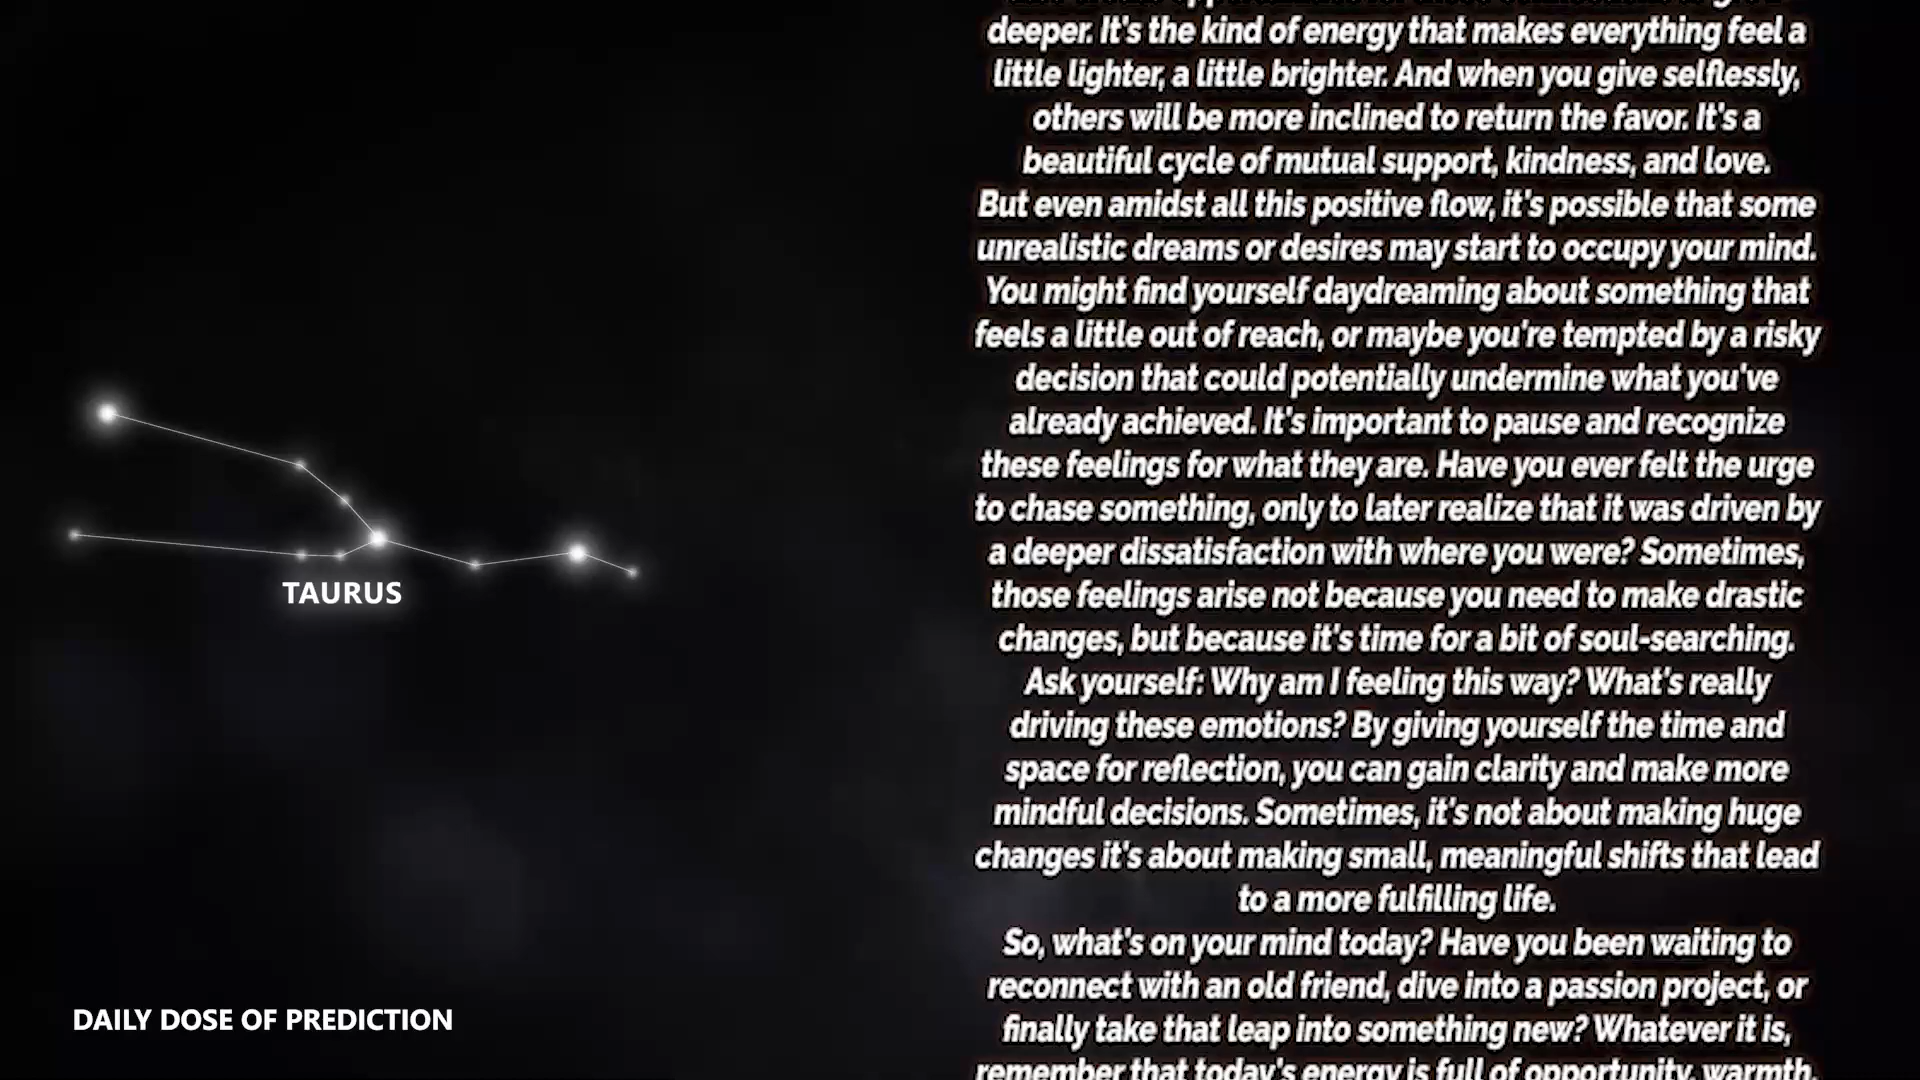 deeper. It's the kind of energy that makes everything feel a
little lighter, a little brighter. And when you give selflessly,
others will be more inclined to return the favor. It's a
beautiful cycle of mutual support, kindness, and love.
But even amidst all this positive flow, it's possible that some
unrealistic dreams or desires may start to occupy your mind.
You might find yourself daydreaming about something that
feels a little out of reach, or maybe you're tempted by a risky
decision that could potentially undermine what you've
already achieved. It's important to pause and recognize
these feelings for what they are. Have you ever felt the urge
to chase something, only to later realize that it was driven by
a deeper dissatisfaction with where you were? Sometimes,
those feelings arise not because you need to make drastic
changes, but because it's time for a bit of soul-searching.
Ask yourself: Why am I feeling this way? What's really
driving these emotions? By giving yourself the time and
space for reflection, you can gain clarity and make more
mindful decisions. Sometimes, it's not about making huge
changes it's about making small, meaningful shifts that lead
to a more fulfilling life.
So, what's on your mind today? Have you been waiting to
reconnect with an old friend, dive into a passion project, or
finally take that leap into something new? Whatever it is,
remember that today's energy is full of opportunity, warmth,
TAURUS
DAILY DOSE OF PREDICTION